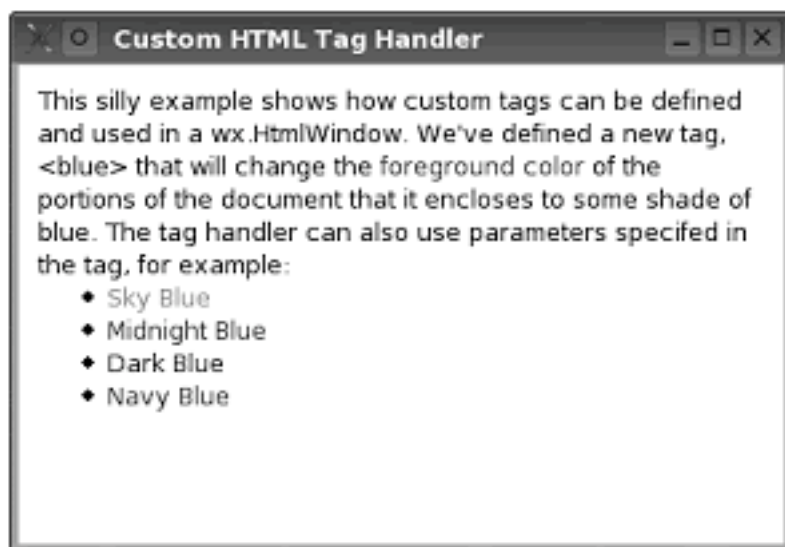 Custom HTML Tag Handler
This silly example shows how custom tags can be defined
and used in a wx.HtmlWindow. We've defined a new tag,
<blue> that will change the foreground color of the
portions of the document that it encloses to some shade of
blue. The tag handler can also use parameters specifed in
the tag, for example:
Sky Blue
Midnight Blue
Dark Blue
Navy Blue